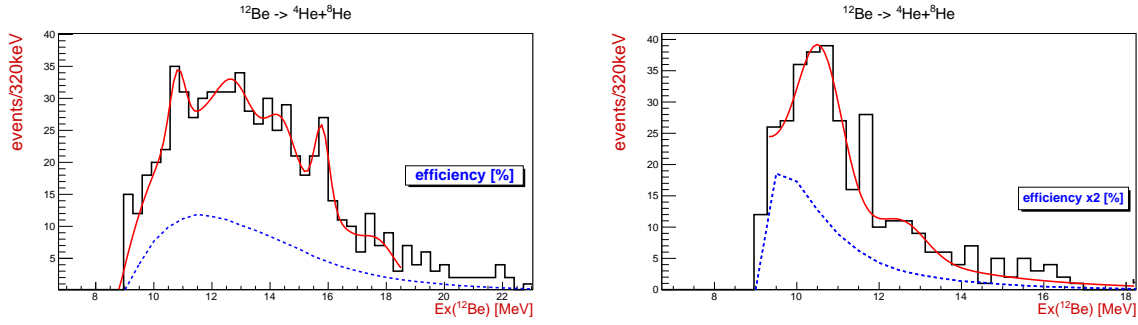 ¹²Be -> ⁴He+⁸He
events/320keV
40
35
30
25
20
15
10
5
efficiency [%]
8 10 12 14 16 18 20 22
Ex(¹²Be) [MeV]
¹²Be -> ⁴He+⁸He
events/320keV
40
35
30
25
20
15
10
5
0
efficiency x2 [%]
8 10 12 14 16 18
Ex(¹²Be) [MeV]